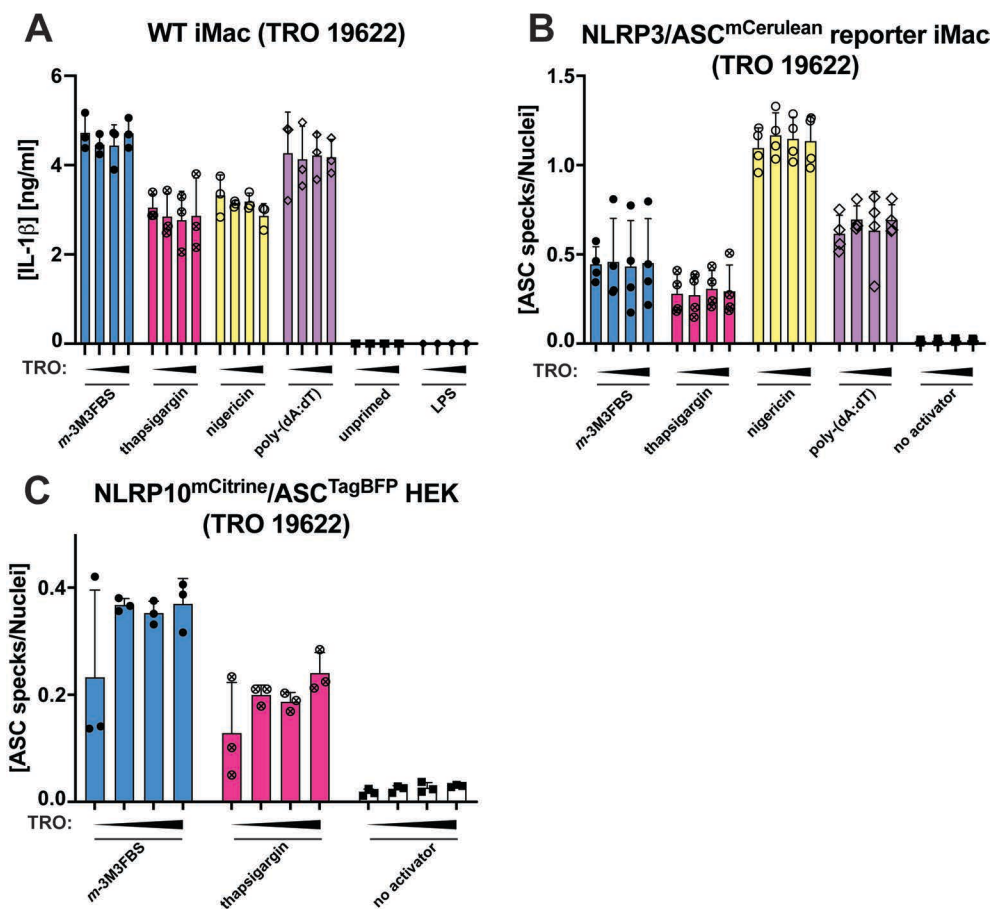 A
WT iMac (TRO 19622)
[IL-1β] [ng/ml]
6
4
2
0
TRO:
m-3M3FBS
thapsigargin
nigericin
poly-(dA:dT)
unprimed
LPS
B
NLRP3/ASCmCerulean reporter iMac
(TRO 19622)
[ASC specks/Nuclei]
1.5
1.0
0.5
0.0
TRO:
m-3M3FBS
thapsigargin
nigericin
poly-(dA:dT)
no activator
C
NLRP10mCitrine/ASCTagBFP HEK
(TRO 19622)
[ASC specks/Nuclei]
0.4
0.2
0.0
TRO:
m-3M3FBS
thapsigargin
no activator